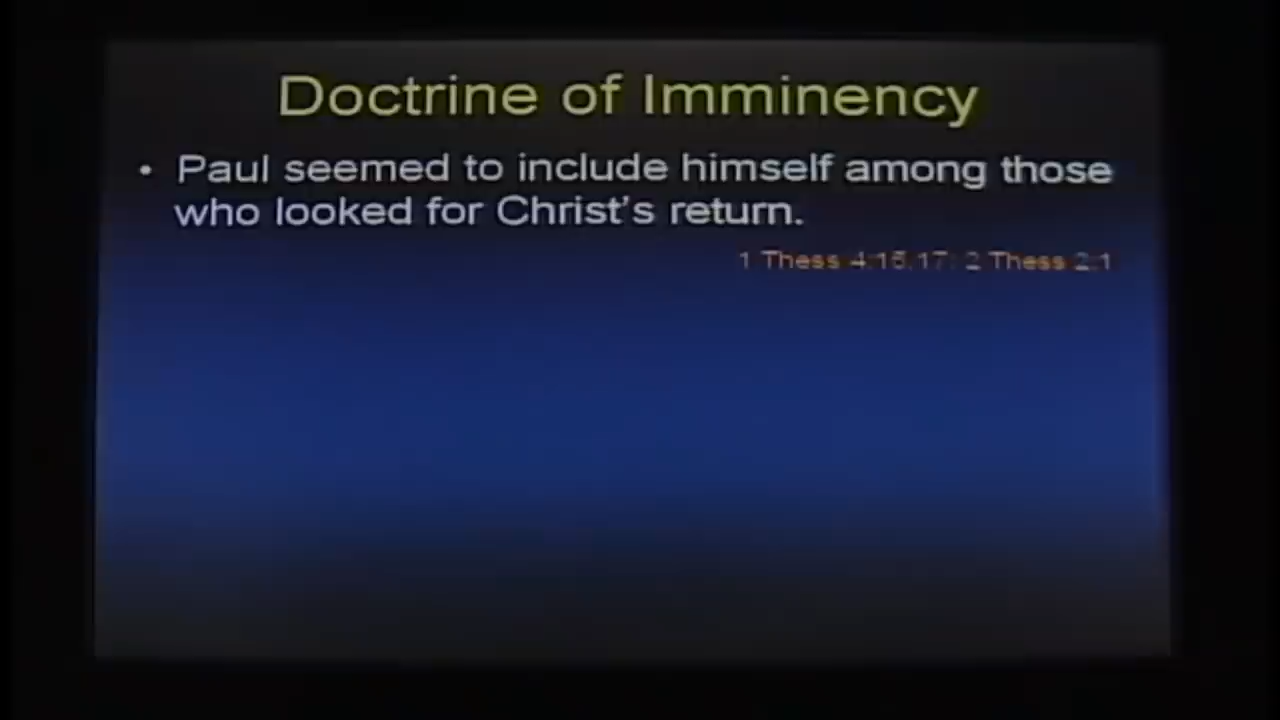 Doctrine of Imminency
• Paul seemed to include himself among those
who looked for Christ's return.
1 Thess 4:15,17; 2 Thess 2:1